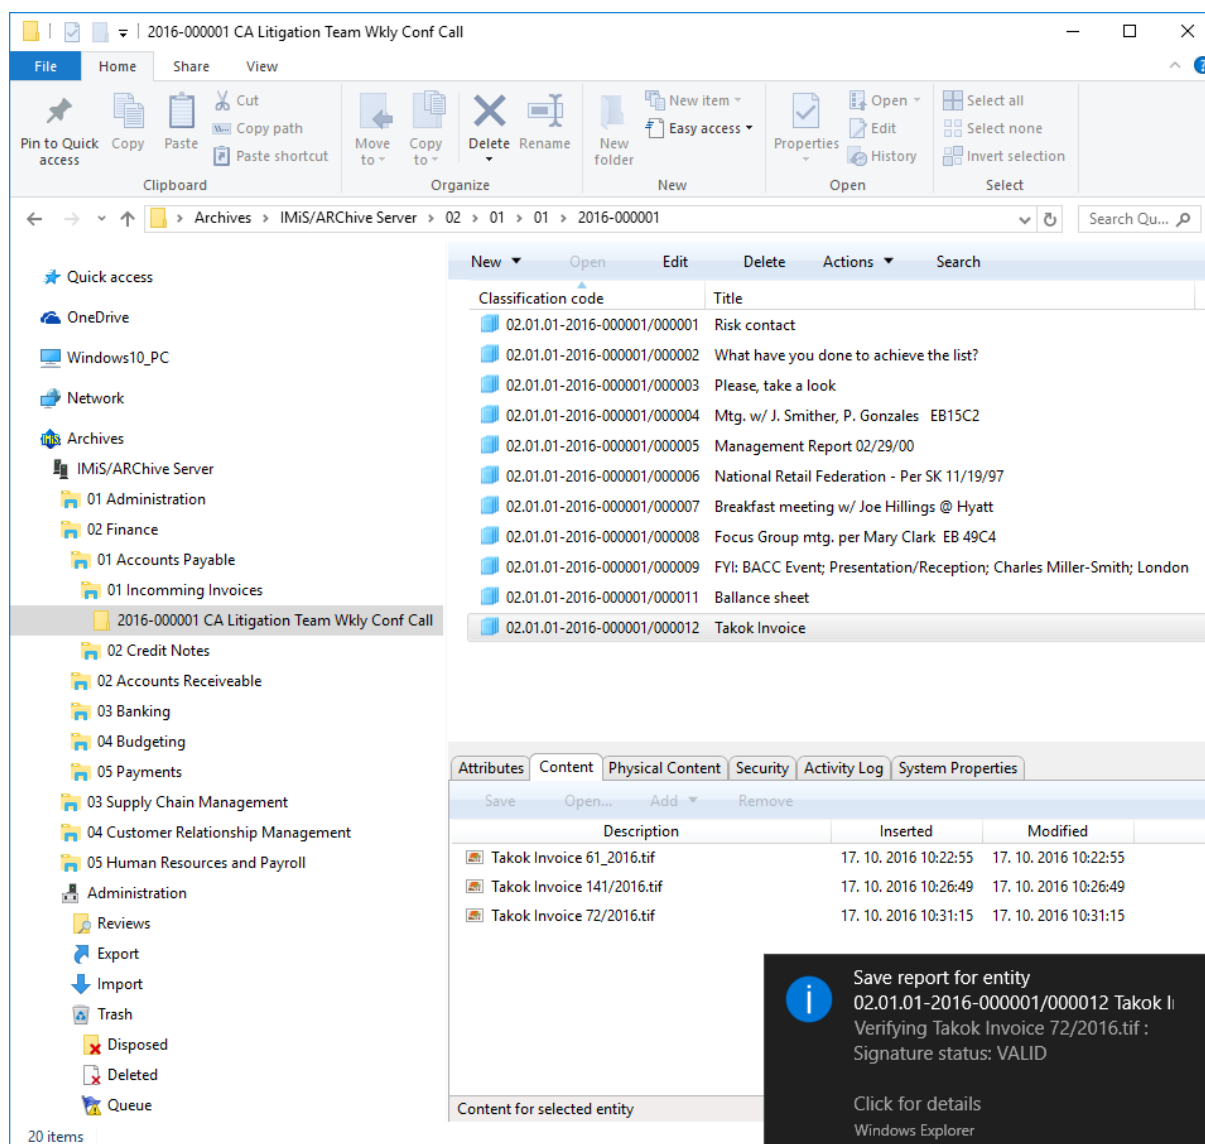 2016-000001 CA Litigation Team Wkly Conf Call
File Home Share View
Pin to Quick access
Copy
Paste
Cut
Copy path
Paste shortcut
Move to
Copy to
Delete
Rename
New folder
New item
Easy access
Properties
Open
Edit
History
Select all
Select none
Invert selection
Clipboard Organize New Open Select
Archives > IMiS/ARChive Server > 02 > 01 > 01 > 2016-000001
Search Qu...
Quick access
OneDrive
Windows10_PC
Network
Archives
IMiS/ARChive Server
01 Administration
02 Finance
01 Accounts Payable
01 Incomming Invoices
2016-000001 CA Litigation Team Wkly Conf Call
02 Credit Notes
02 Accounts Receiveable
03 Banking
04 Budgeting
05 Payments
03 Supply Chain Management
04 Customer Relationship Management
05 Human Resources and Payroll
Administration
Reviews
Export
Import
Trash
Disposed
Deleted
Queue
20 items
New Open Edit Delete Actions Search
Classification code Title
02.01.01-2016-000001/000001 Risk contact
02.01.01-2016-000001/000002 What have you done to achieve the list?
02.01.01-2016-000001/000003 Please, take a look
02.01.01-2016-000001/000004 Mtg. w/ J. Smither, P. Gonzales EB15C2
02.01.01-2016-000001/000005 Management Report 02/29/00
02.01.01-2016-000001/000006 National Retail Federation - Per SK 11/19/97
02.01.01-2016-000001/000007 Breakfast meeting w/ Joe Hillings @ Hyatt
02.01.01-2016-000001/000008 Focus Group mtg. per Mary Clark EB 49C4
02.01.01-2016-000001/000009 FYI: BACC Event; Presentation/Reception; Charles Miller-Smith; London
02.01.01-2016-000001/000011 Ballance sheet
02.01.01-2016-000001/000012 Takok Invoice
Attributes Content Physical Content Security Activity Log System Properties
Save Open... Add Remove
Description Inserted Modified
Takok Invoice 61_2016.tif 17. 10. 2016 10:22:55 17. 10. 2016 10:22:55
Takok Invoice 141/2016.tif 17. 10. 2016 10:26:49 17. 10. 2016 10:26:49
Takok Invoice 72/2016.tif 17. 10. 2016 10:31:15 17. 10. 2016 10:31:15
Content for selected entity
Save report for entity
02.01.01-2016-000001/000012 Takok
Verifying Takok Invoice 72/2016.tif :
Signature status: VALID
Click for details
Windows Explorer